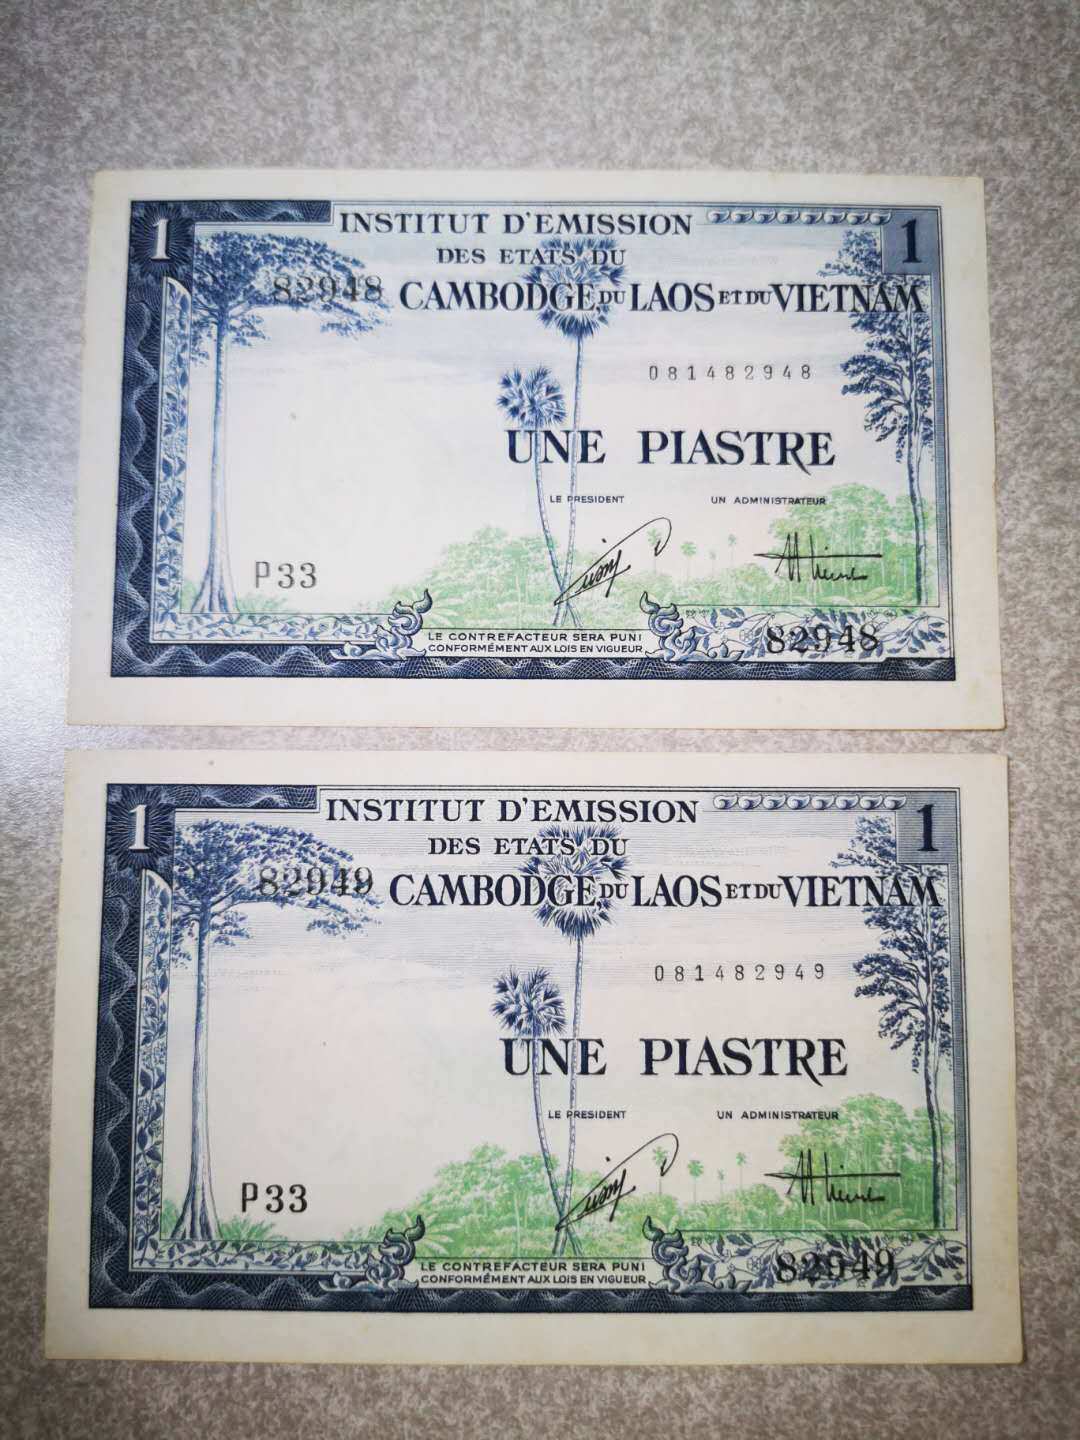 1
INSTITUT D'EMISSION
1
DES ETATS DU
82948
CAMBODGE, DU LAOS ET DU VIETNAM
081482948
UNE PIASTRE
LE PRESIDENT
UN ADMINISTRATEUR
P33
LE CONTREFACTEUR SERA PUNI
CONFORMÉMENT AUX LOIS EN VIGUEUR
82948
1
INSTITUT D'EMISSION
1
DES ETATS DU
82949
CAMBODGE, DU LAOS ET DU VIETNAM
081482949
UNE PIASTRE
LE PRESIDENT
UN ADMINISTRATEUR
P33
LE CONTREFACTEUR SERA PUNI
CONFORMÉMENT AUX LOIS EN VIGUEUR
82949